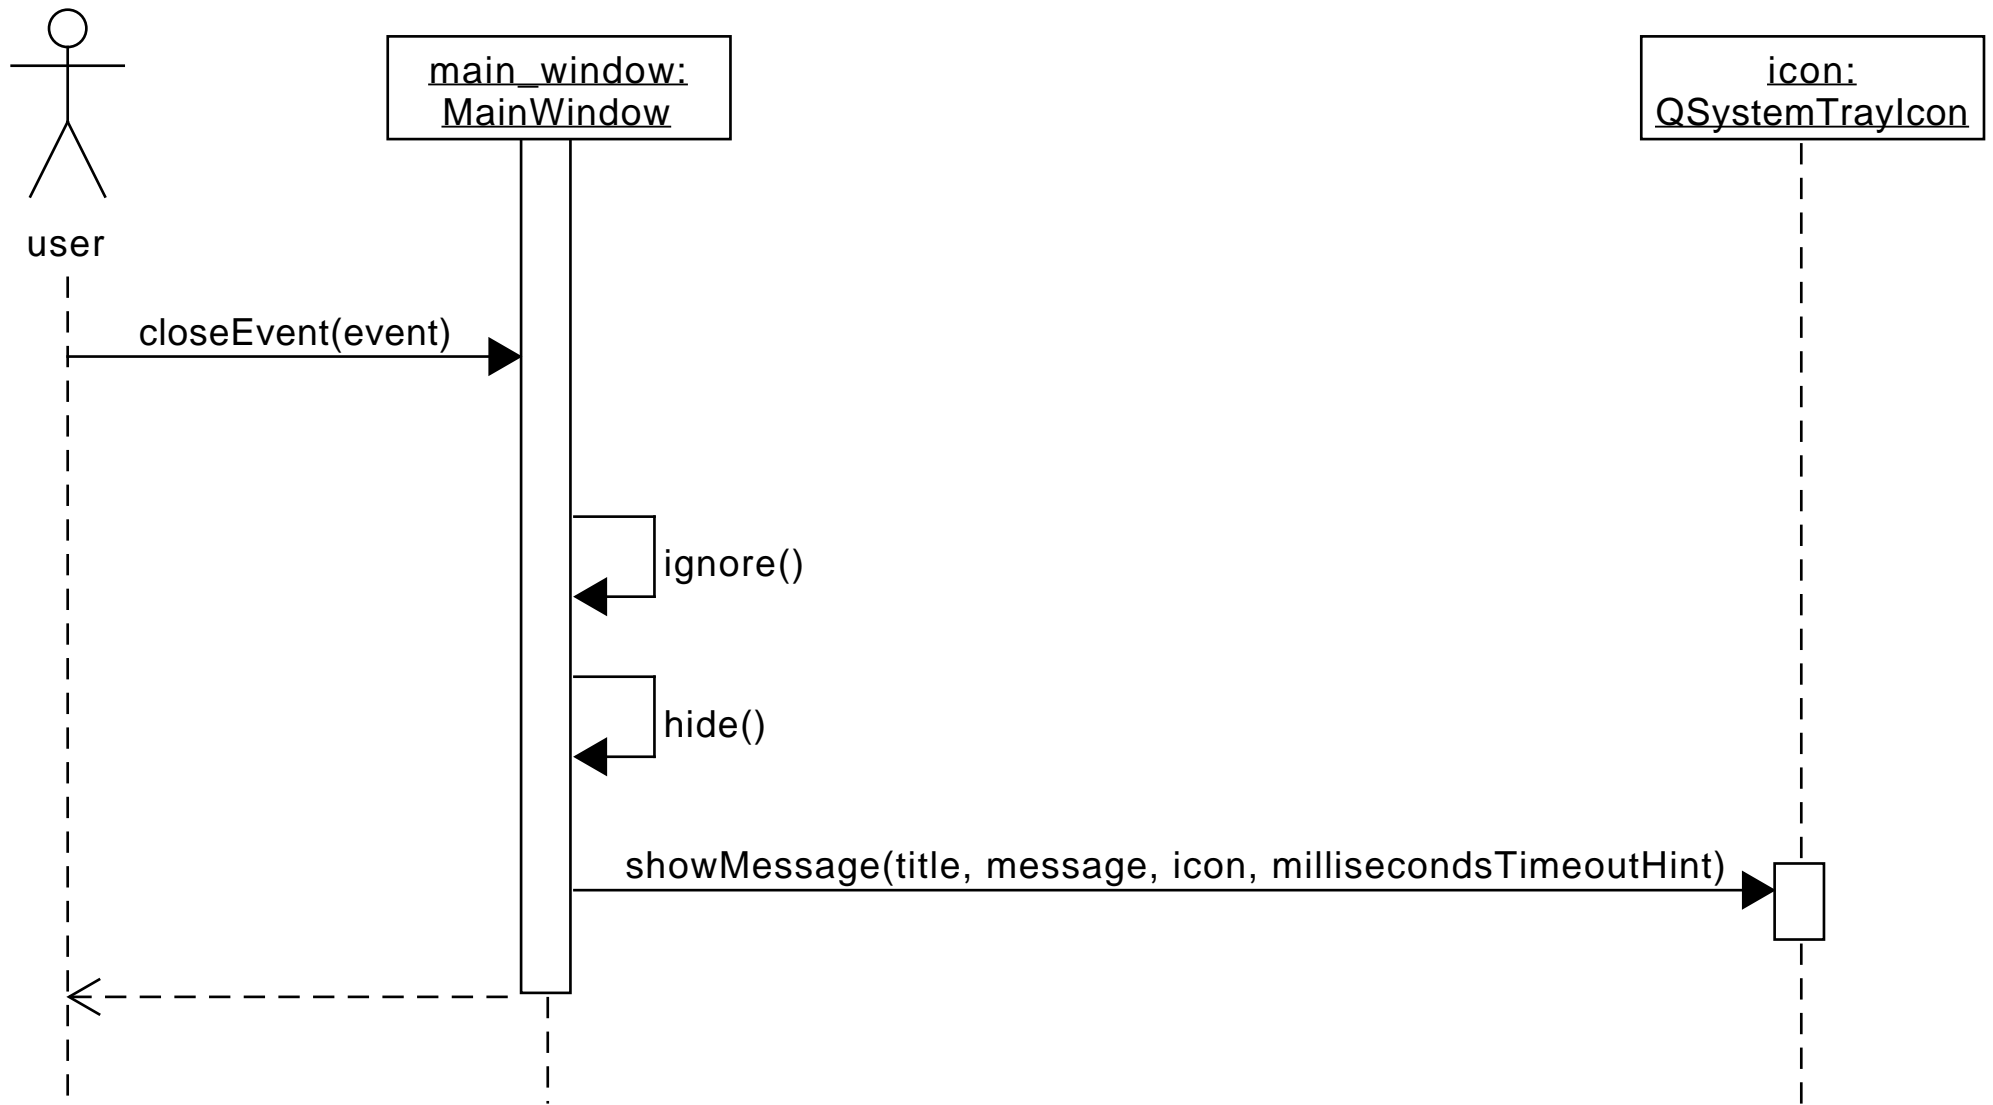 main_window:
MainWindow
icon:
QSystemTrayIcon
user
closeEvent(event)
ignore()
hide()
showMessage(title, message, icon, millisecondsTimeoutHint)